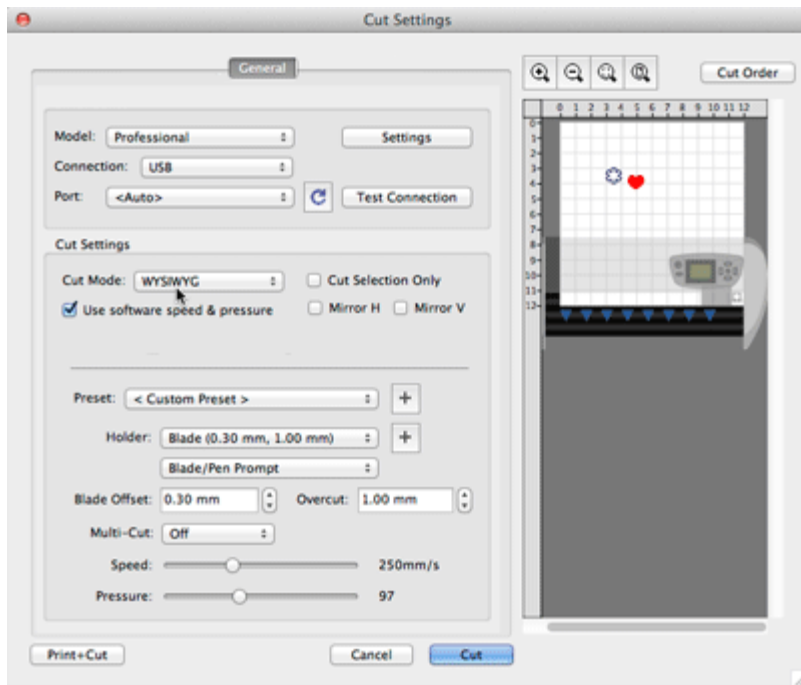 Cut Settings
General
Cut Order
Model: Professional
Settings
Connection: USB
Port: <Auto>
Test Connection
Cut Settings
Cut Mode: WYSIWYG
Cut Selection Only
Use software speed & pressure
Mirror H
Mirror V
Preset: < Custom Preset >
+
Holder: Blade (0.30 mm, 1.00 mm)
+
Blade/Pen Prompt
Blade Offset: 0.30 mm
Overcut: 1.00 mm
Multi-Cut: Off
Speed: 250mm/s
Pressure: 97
Print+Cut
Cancel
Cut
0 1 2 3 4 5 6 7 8 9 10 11 12
0
1
2
3
4
5
6
7
8
9
10
11
12